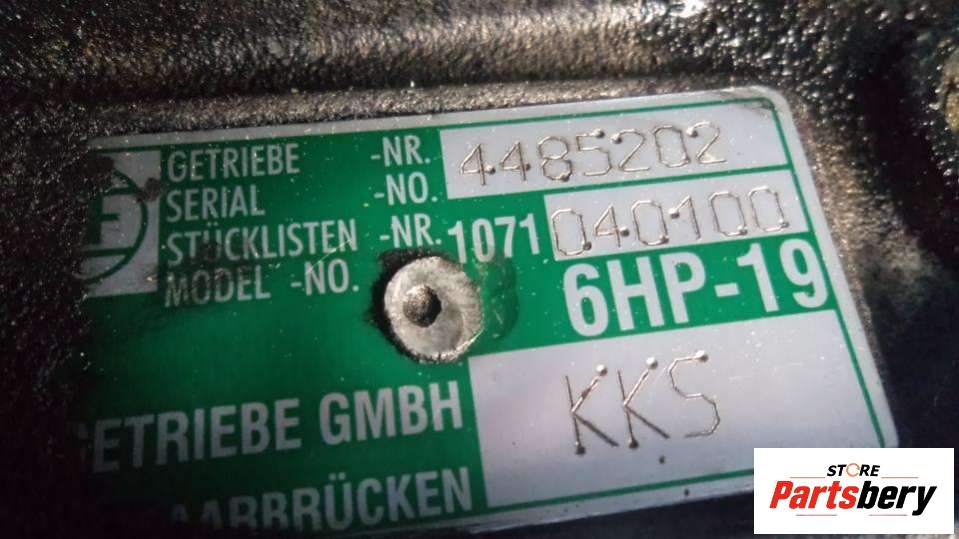 GETRIEBE -NR. 4485202
SERIAL -NO.
STÜCKLISTEN -NR. 1071 040100
MODEL -NO.
6HP-19
GETRIEBE GMBH
KKS
AARBRÜCKEN
STORE
Partsbery